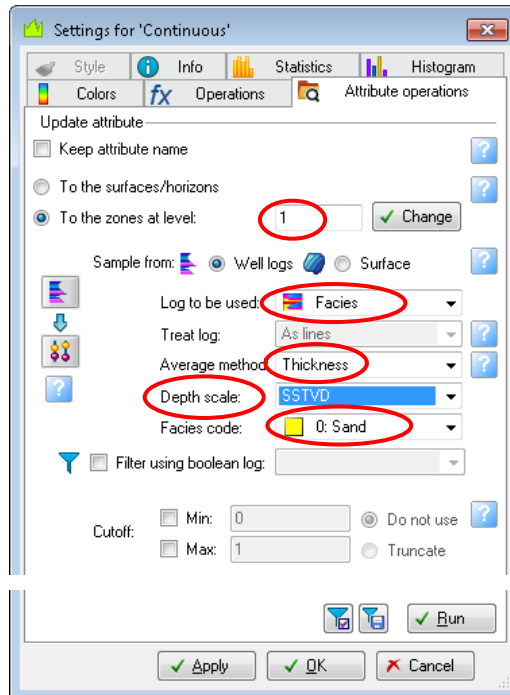 Settings for 'Continuous'
Style Info Statistics Histogram
Colors fx Operations Attribute operations
Update attribute
Keep attribute name ?
To the surfaces/horizons ?
To the zones at level: 1 Change
Sample from: Well logs Surface ?
Log to be used: Facies
Treat log: As lines ?
Average method Thickness ?
?
Depth scale: SSTVD
Facies code: 0: Sand
Filter using boolean log:
Cutoff:
Min: 0 Do not use ?
Max: 1 Truncate
Run
Apply OK Cancel